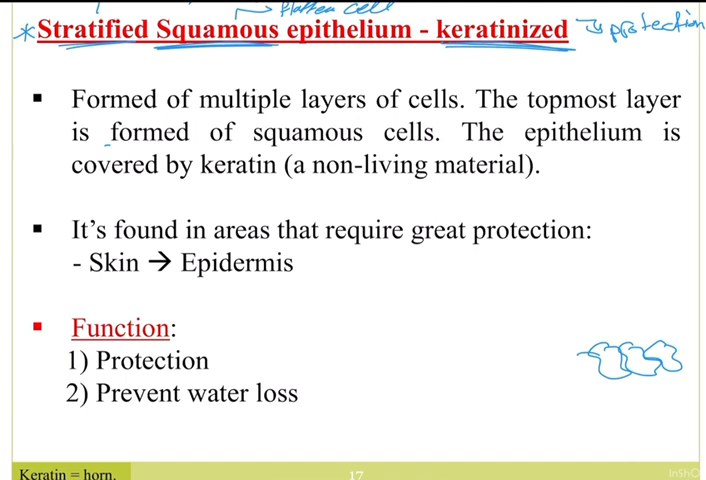 flatten cell
*Stratified Squamous epithelium - keratinized → protection
▪ Formed of multiple layers of cells. The topmost layer
is formed of squamous cells. The epithelium is
covered by keratin (a non-living material).
▪ It's found in areas that require great protection:
- Skin → Epidermis
▪ Function:
1) Protection
2) Prevent water loss
Keratin = horn.
17
InShO